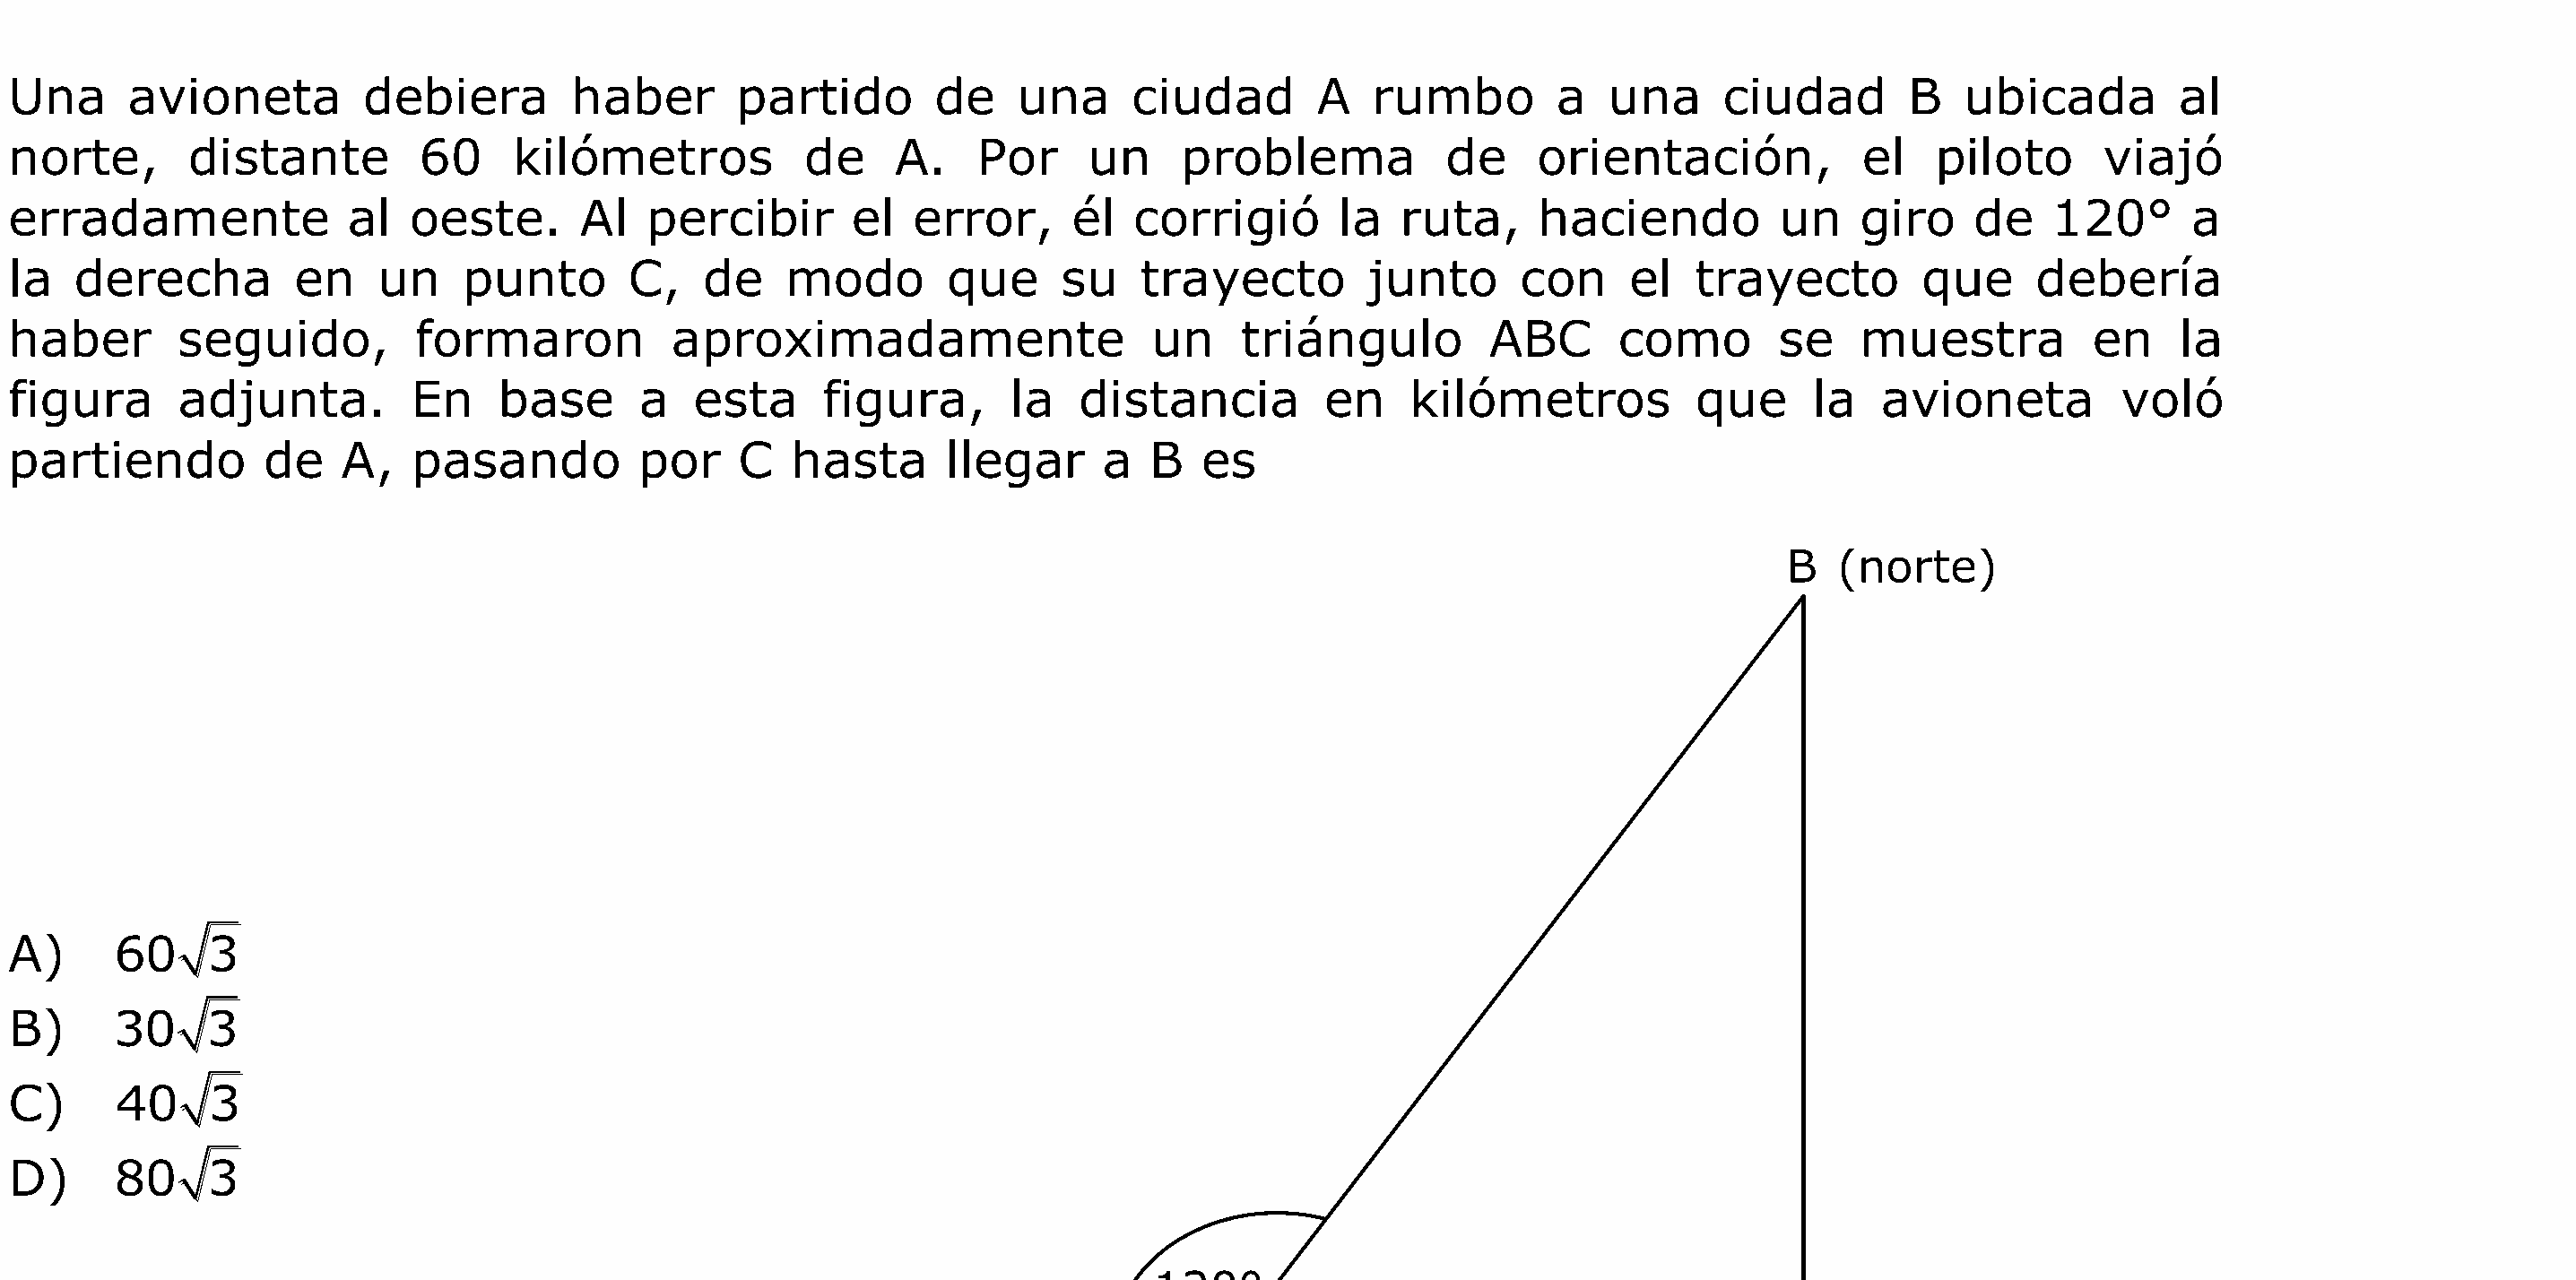 Una avioneta debiera haber partido de una ciudad A rumbo a una ciudad B ubicada al
norte, distante 60 kilómetros de A. Por un problema de orientación, el piloto viajó
erradamente al oeste. Al percibir el error, él corrigió la ruta, haciendo un giro de 120° a
la derecha en un punto C, de modo que su trayecto junto con el trayecto que debería
haber seguido, formaron aproximadamente un triángulo ABC como se muestra en la
figura adjunta. En base a esta figura, la distancia en kilómetros que la avioneta voló
partiendo de A, pasando por C hasta llegar a B es
B (norte)
A) 60√3
B) 30√3
C) 40√3
D) 80√3